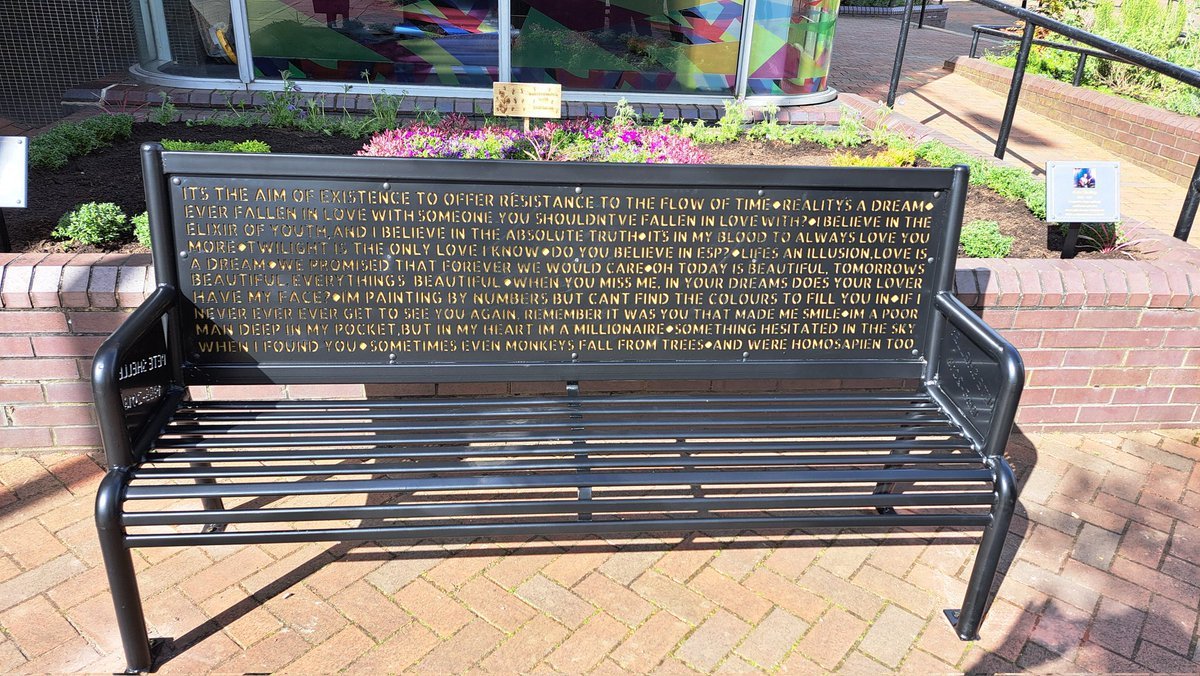 ITS THE AIM OF EXISTENCE TO OFFER RESISTANCE TO THE FLOW OF TIME◆REALITYS A DREAM◆
EVER FALLEN IN LOVE WITH SOMEONE YOU SHOULDNTVE FALLEN IN LOVE WITH?◆I BELIEVE IN THE
ELIXIR OF YOUTH, AND I BELIEVE IN THE ABSOLUTE TRUTH◆ITS IN MY BLOOD TO ALWAYS LOVE YOU
MORE◆TWILIGHT IS THE ONLY LOVE I KNOW◆DO YOU BELIEVE IN ESP?◆LIFES AN ILLUSION, LOVE IS
A DREAM◆WE PROMISED THAT FOREVER WE WOULD CARE◆OH TODAY IS BEAUTIFUL, TOMORROWS
BEAUTIFUL, EVERYTHINGS BEAUTIFUL◆WHEN YOU MISS ME, IN YOUR DREAMS DOES YOUR LOVER
HAVE MY FACE?◆IM PAINTING BY NUMBERS BUT CANT FIND THE COLOURS TO FILL YOU IN◆IF I
NEVER EVER EVER GET TO SEE YOU AGAIN, REMEMBER IT WAS YOU THAT MADE ME SMILE◆IM A POOR
MAN DEEP IN MY POCKET, BUT IN MY HEART IM A MILLIONAIRE◆SOMETHING HESITATED IN THE SKY
WHEN I FOUND YOU◆SOMETIMES EVEN MONKEYS FALL FROM TREES◆AND WERE HOMOSAPIEN TOO
PETE SHELLEY